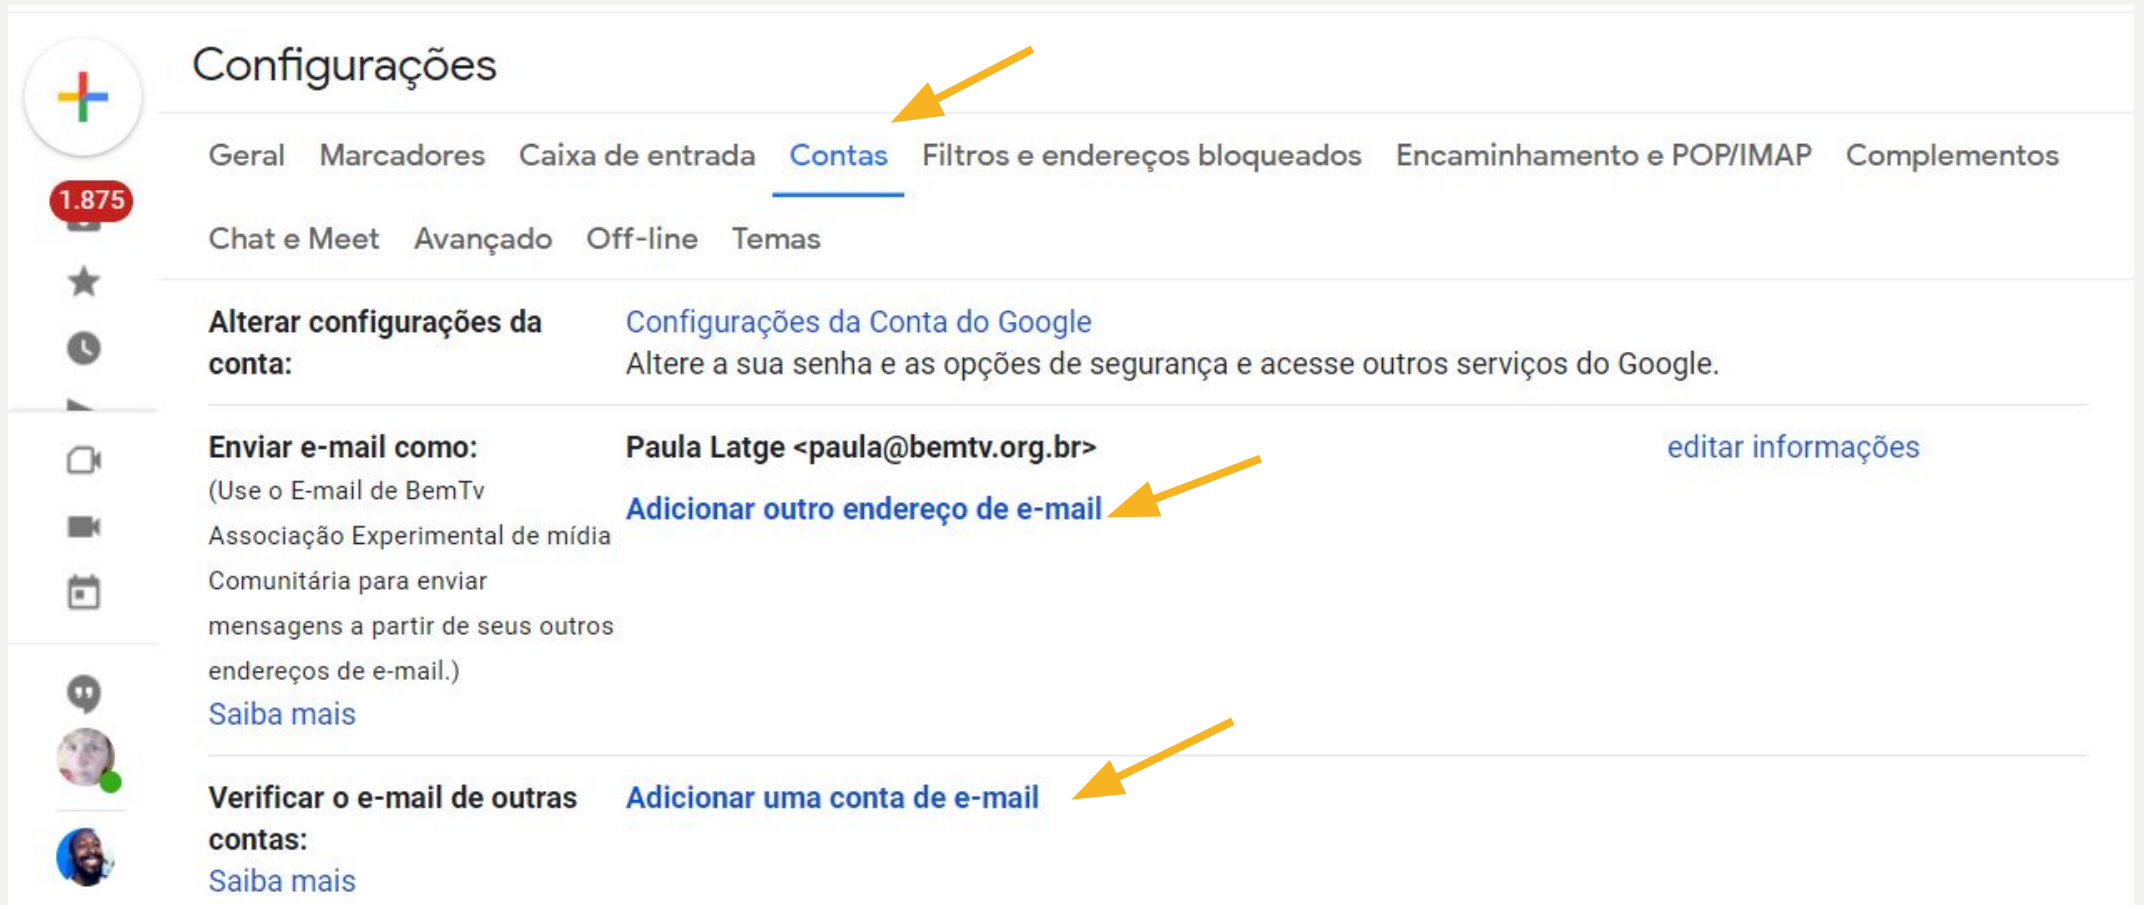 Configurações
Geral Marcadores Caixa de entrada Contas Filtros e endereços bloqueados Encaminhamento e POP/IMAP Complementos
1.875
Chat e Meet Avançado Off-line Temas
Alterar configurações da conta:
Configurações da Conta do Google
Altere a sua senha e as opções de segurança e acesse outros serviços do Google.
Enviar e-mail como:
(Use o E-mail de BemTv
Associação Experimental de mídia
Comunitária para enviar
mensagens a partir de seus outros
endereços de e-mail.)
Saiba mais
Paula Latge <paula@bemtv.org.br>
editar informações
Adicionar outro endereço de e-mail
Verificar o e-mail de outras
contas:
Saiba mais
Adicionar uma conta de e-mail